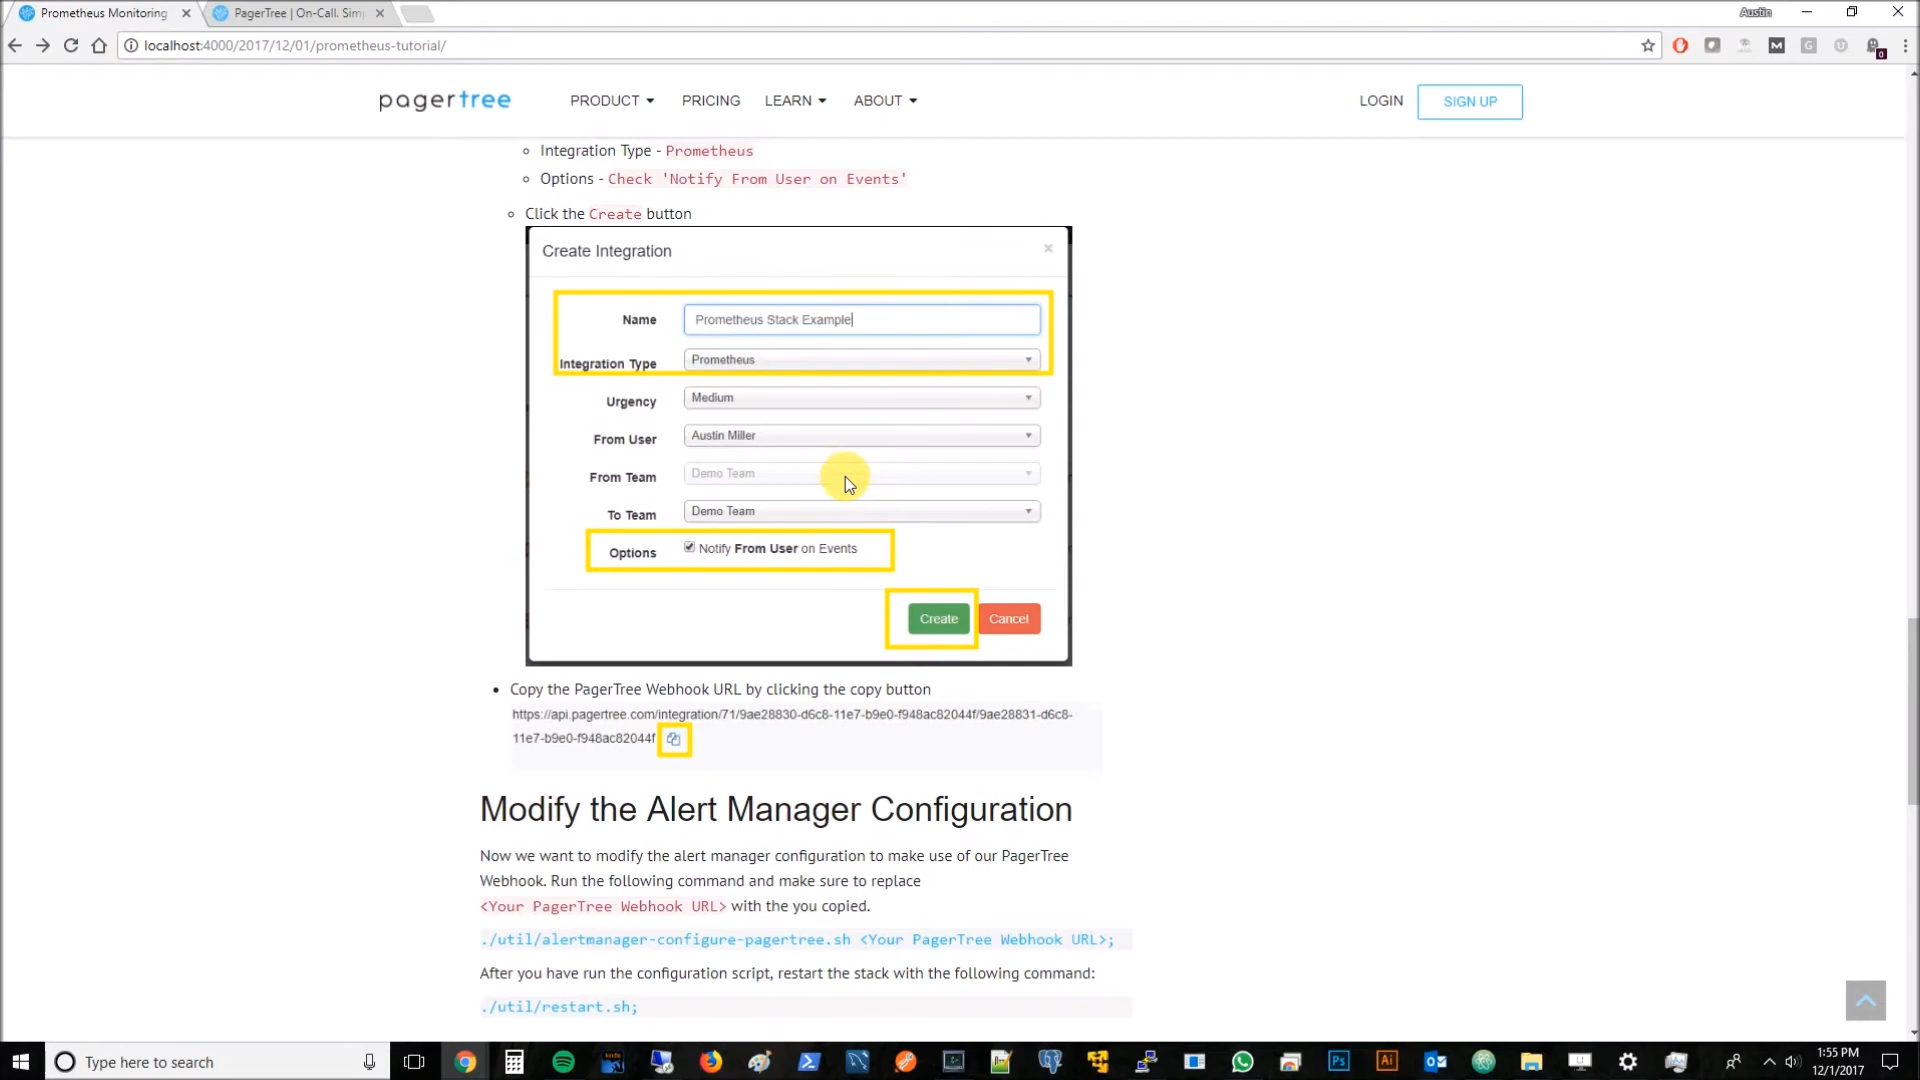 Prometheus Monitoring
PagerTree | On-Call. Sim
Austin
localhost:4000/2017/12/01/prometheus-tutorial/
pagertree
PRODUCT
PRICING
LEARN
ABOUT
LOGIN
SIGN UP
Integration Type - Prometheus
Options - Check 'Notify From User on Events'
Click the Create button
Create Integration
×
Name
Prometheus Stack Example
Integration Type
Prometheus
Urgency
Medium
From User
Austin Miller
From Team
Demo Team
To Team
Demo Team
Options
Notify From User on Events
Create
Cancel
Copy the PagerTree Webhook URL by clicking the copy button
https://api.pagertree.com/integration/71/9ae28830-d6c8-11e7-b9e0-f948ac82044f/9ae28831-d6c8-
11e7-b9e0-f948ac82044f
Modify the Alert Manager Configuration
Now we want to modify the alert manager configuration to make use of our PagerTree
Webhook. Run the following command and make sure to replace
<Your PagerTree Webhook URL> with the you copied.
./util/alertmanager-configure-pagertree.sh <Your PagerTree Webhook URL>;
After you have run the configuration script, restart the stack with the following command:
./util/restart.sh;
Type here to search
kindle
Ps
Ai
1:55 PM
12/1/2017